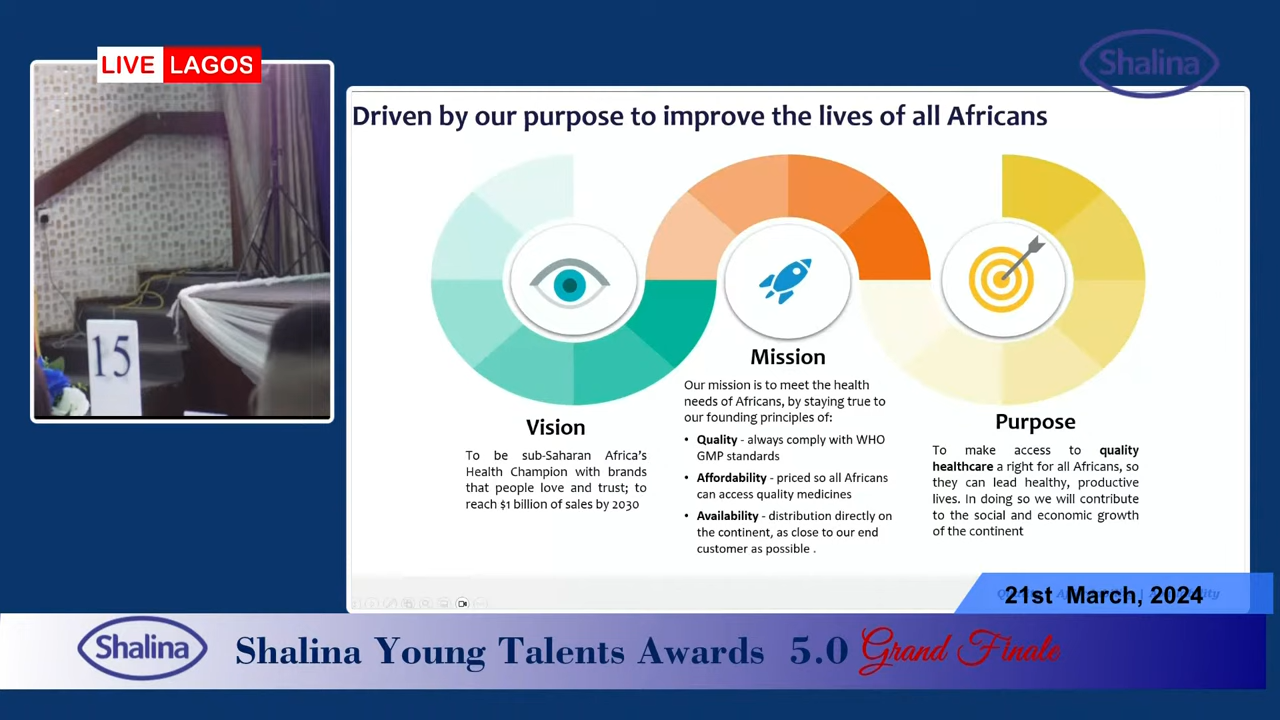 LIVE LAGOS
Shalina
Driven by our purpose to improve the lives of all Africans
15
Vision
To be sub-Saharan Africa's
Health Champion with brands
that people love and trust; to
reach $1 billion of sales by 2030
Mission
Our mission is to meet the health
needs of Africans, by staying true to
our founding principles of:
• Quality - always comply with WHO
GMP standards
• Affordability - priced so all Africans
can access quality medicines
• Availability - distribution directly on
the continent, as close to our end
customer as possible .
Purpose
To make access to quality
healthcare a right for all Africans, so
they can lead healthy, productive
lives. In doing so we will contribute
to the social and economic growth
of the continent
21st March, 2024
Shalina
Shalina Young Talents Awards 5.0 Grand Finale